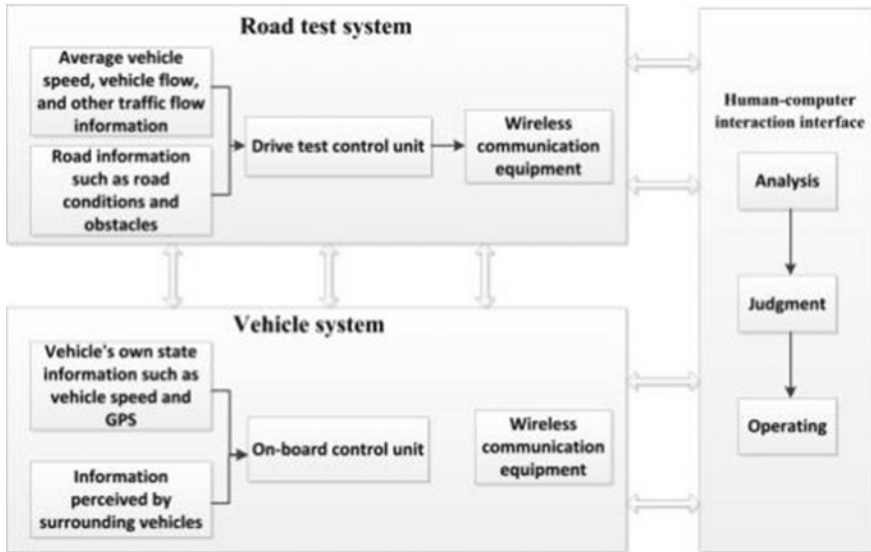 Road test system
Average vehicle
speed, vehicle flow,
and other traffic flow
information
Road information
such as road
conditions and
obstacles
Drive test control unit
Wireless
communication
equipment
Vehicle system
Vehicle's own state
information such as
vehicle speed and
GPS
Information
perceived by
surrounding vehicles
On-board control unit
Wireless
communication
equipment
Human-computer
interaction interface
Analysis
Judgment
Operating